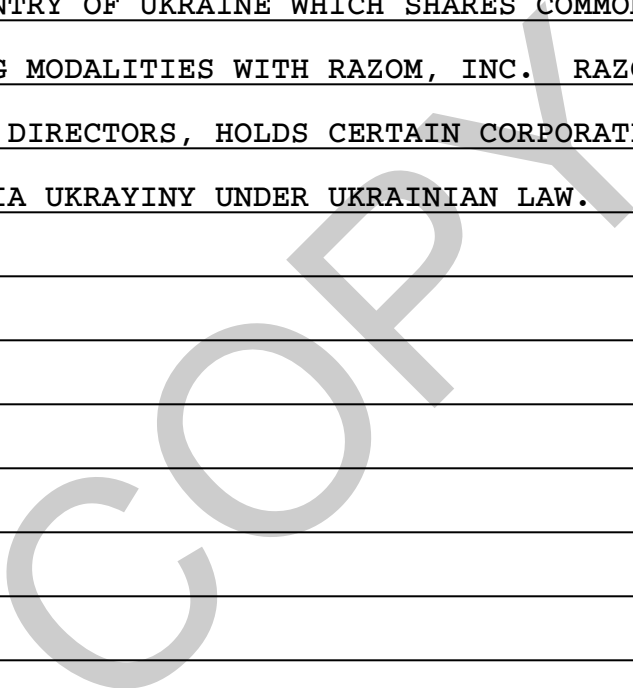 NTRY OF UKRAINE WHICH SHARES COMMO
G MODALITIES WITH RAZOM, INC. RAZO
DIRECTORS, HOLDS CERTAIN CORPORAT
IA UKRAYINY UNDER UKRAINIAN LAW.
COPY